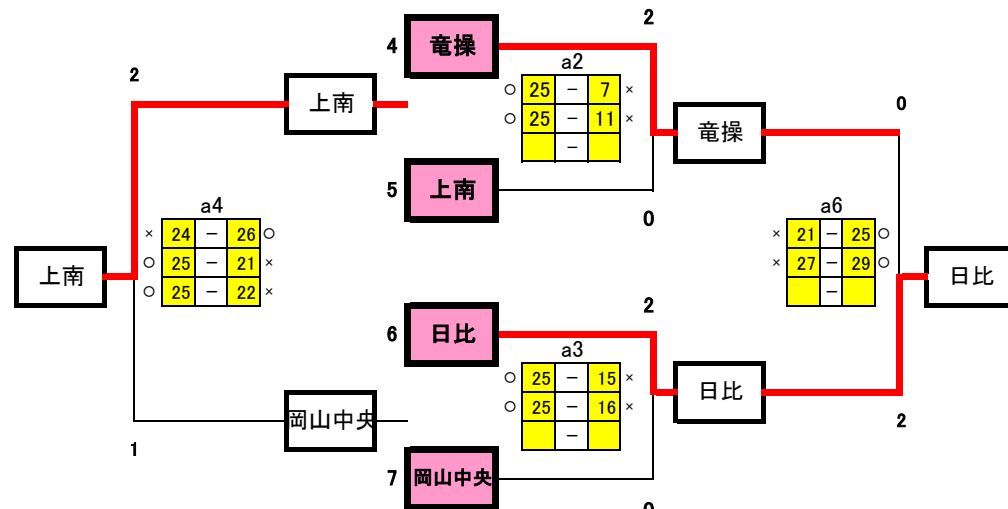 2
4 竜操
2
上南
a2
○ 25 － 7 ×
○ 25 － 11 ×
－
竜操
0
5 上南
0
a4
× 24 － 26 ○
○ 25 － 21 ×
○ 25 － 22 ×
a6
× 21 － 25 ○
× 27 － 29 ○
－
上南
日比
6 日比
2
a3
○ 25 － 15 ×
○ 25 － 16 ×
－
日比
岡山中央
1
2
7 岡山中央
0